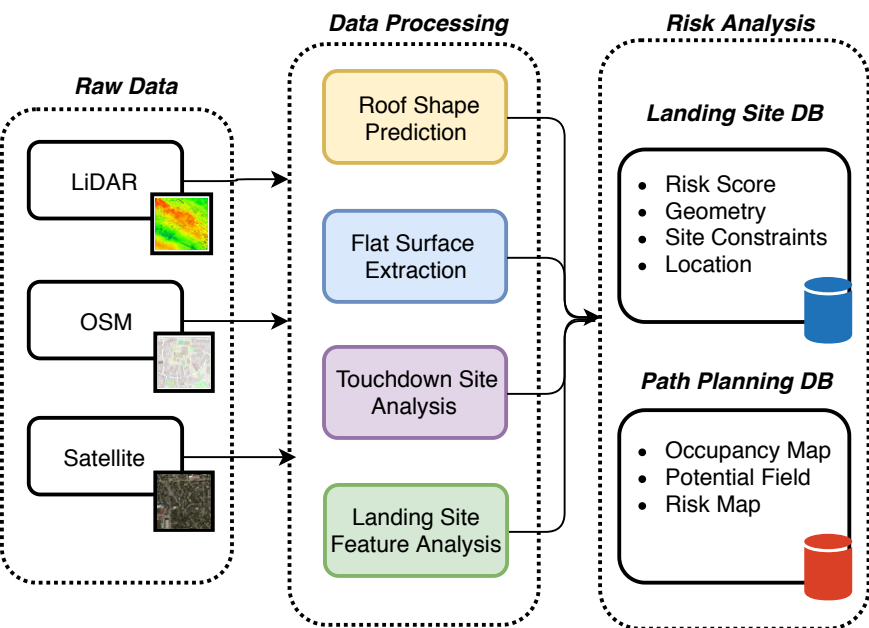 Raw Data
LiDAR
OSM
Satellite
Data Processing
Roof Shape
Prediction
Flat Surface
Extraction
Touchdown Site
Analysis
Landing Site
Feature Analysis
Risk Analysis
Landing Site DB
• Risk Score
• Geometry
• Site Constraints
• Location
Path Planning DB
• Occupancy Map
• Potential Field
• Risk Map